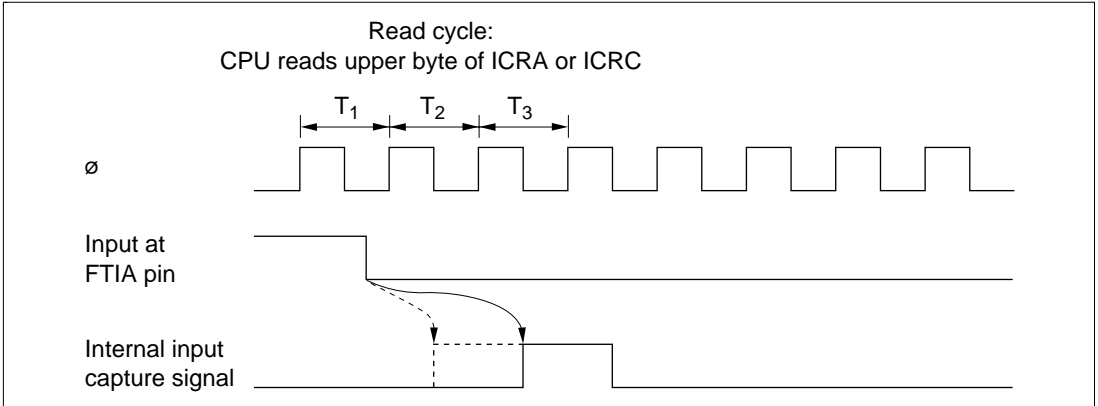 Read cycle:
CPU reads upper byte of ICRA or ICRC
T1 T2 T3
ø
Input at
FTIA pin
Internal input
capture signal